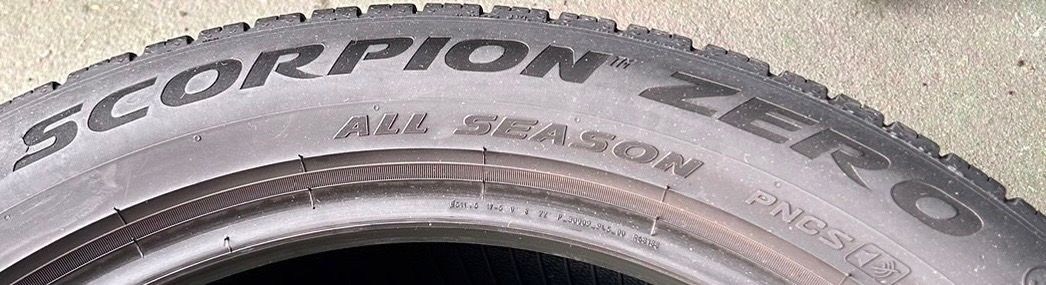 SCORPION™ ZERO
ALL SEASON
PNCS